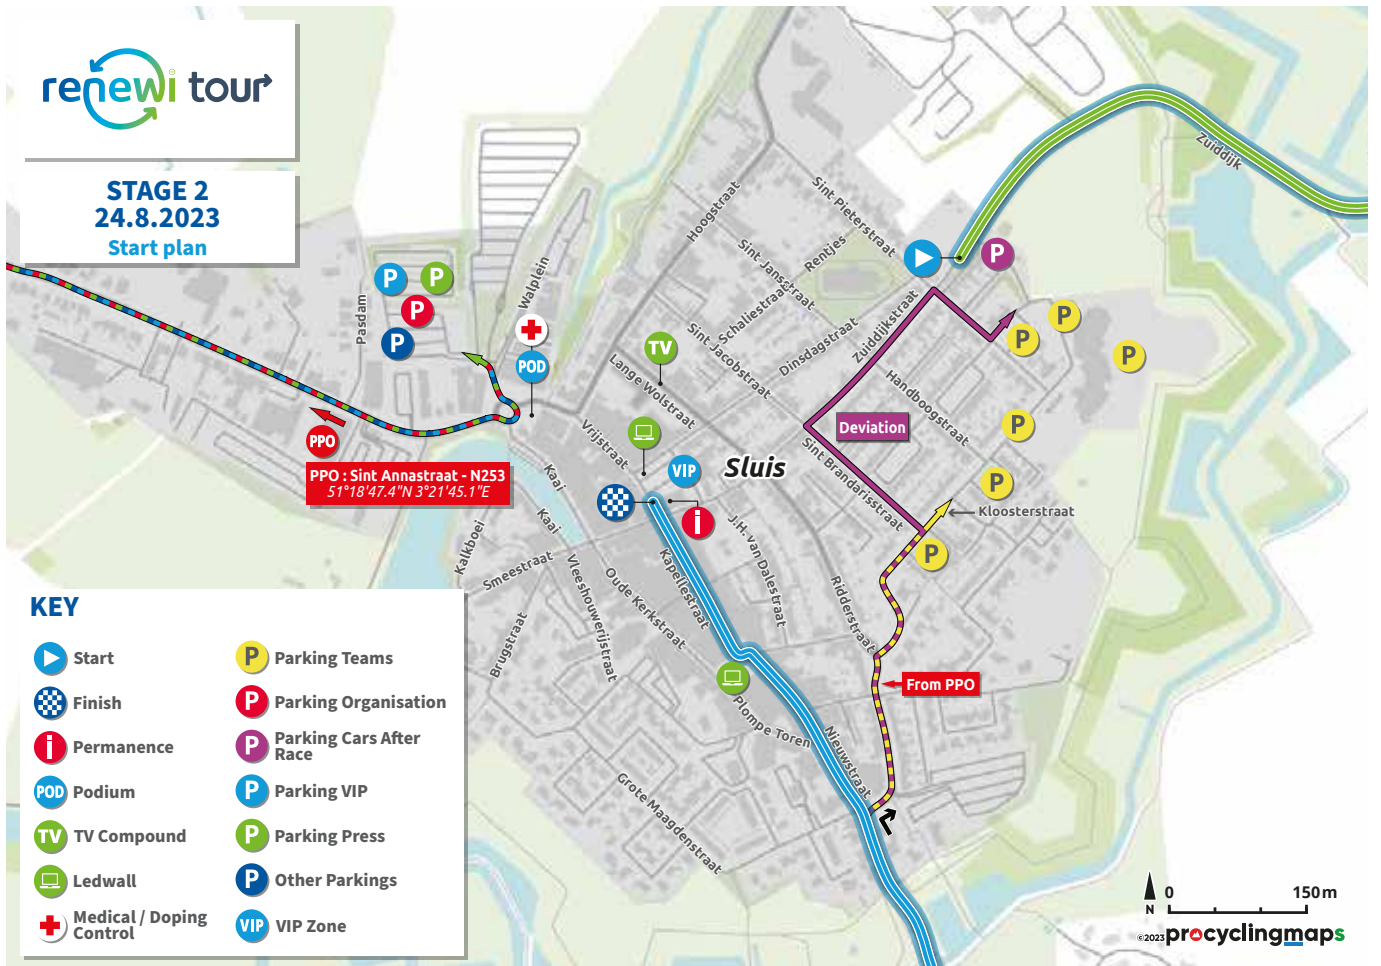 renewi tour
STAGE 2
24.8.2023
Start plan
Zuiddijk
Sint Pieterstraat
Hoogstraat
Rentjes
Sint Jansstraat
Schaliestraat
Sint Jacobstraat
Dinsdagstraat
Zuiddijkstraat
Handboogstraat
Walplein
Pasdam
P
P
P
P
P
P
P
P
P
P
P
P
POD
TV
Lange Wolstraat
Vrijstraat
VIP
Sluis
Deviation
Sint Brandarisstraat
Kloosterstraat
PPO
PPO : Sint Annastraat - N253
51°18'47.4"N 3°21'45.1"E
Kaai
Kaai
i
J.H. van Dalestraat
Kalkboei
Smeestraat
Vleeshouwerijstraat
Oude Kerkstraat
Kapellestraat
Ridderstraat
Brugstraat
From PPO
Plompe Toren
Nieuwstraat
Grote Maagdenstraat
KEY
Start
Finish
i Permanence
POD Podium
TV TV Compound
Ledwall
Medical / Doping
Control
P Parking Teams
P Parking Organisation
P Parking Cars After
Race
P Parking VIP
P Parking Press
P Other Parkings
VIP VIP Zone
N
0 150m
©2023 procyclingmaps